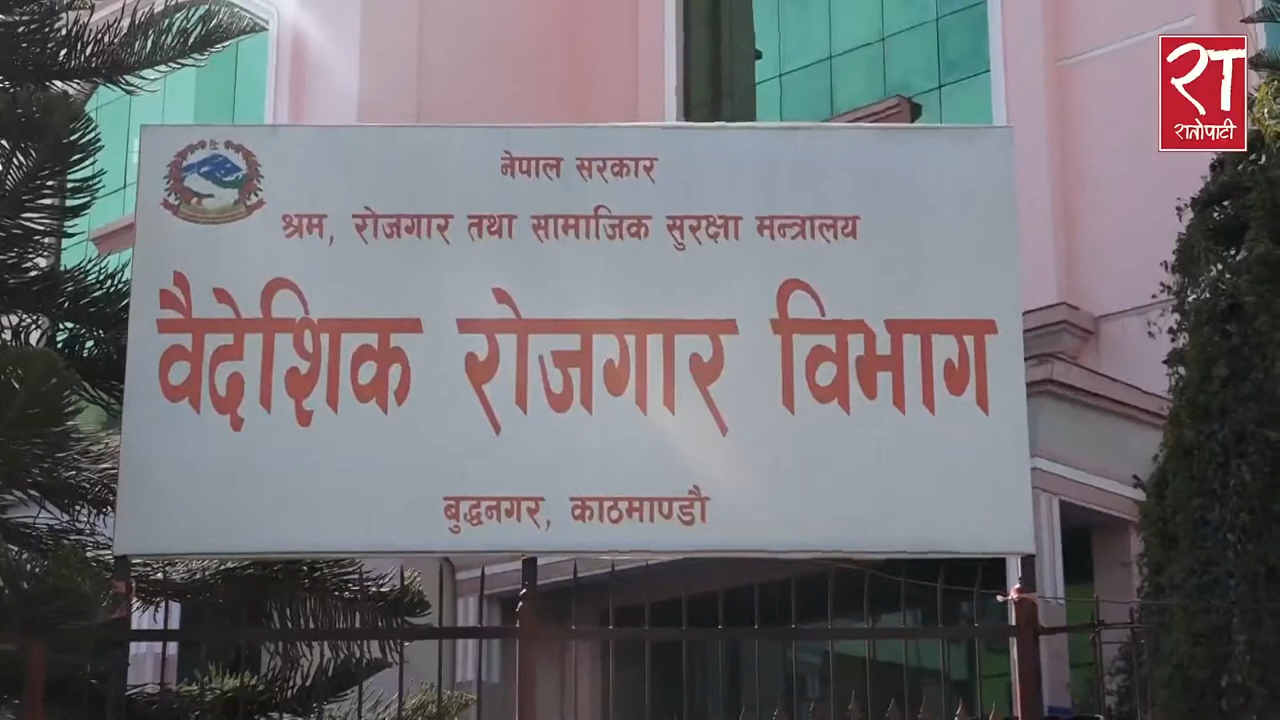 नेपाल सरकार
श्रम, रोजगार तथा सामाजिक सुरक्षा मन्त्रालय
वैदेशिक रोजगार विभाग
बुद्धनगर, काठमाण्डौ
रा
रातोपाटी